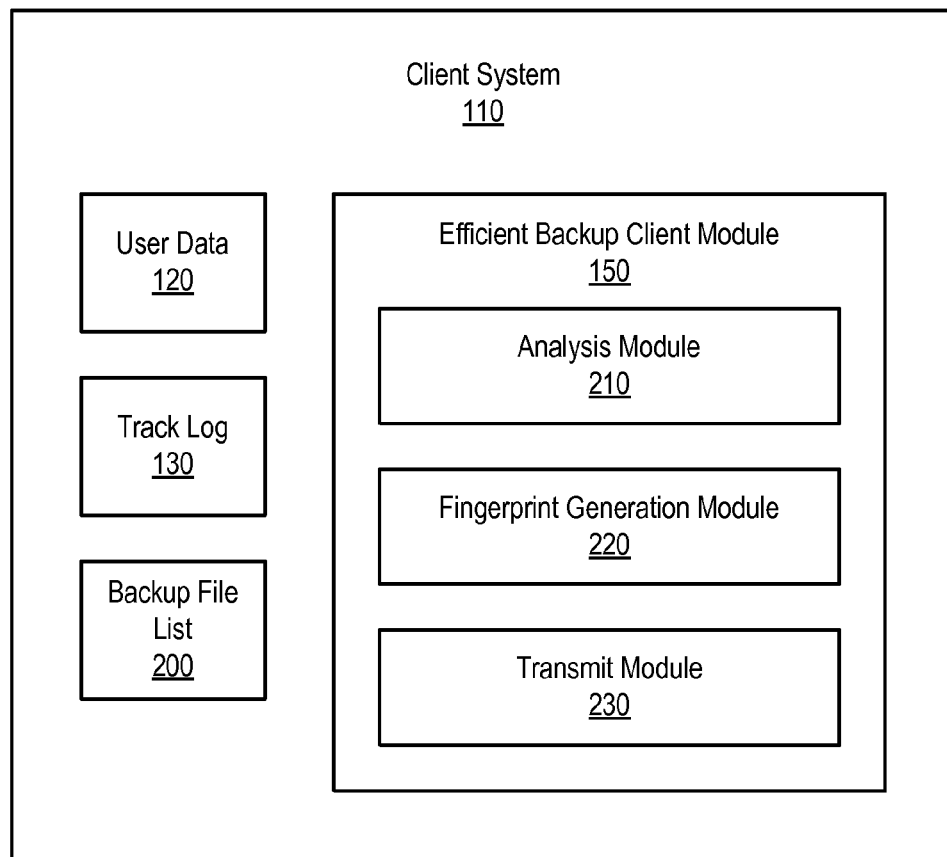 Client System
110
User Data
120
Track Log
130
Backup File
List
200
Efficient Backup Client Module
150
Analysis Module
210
Fingerprint Generation Module
220
Transmit Module
230